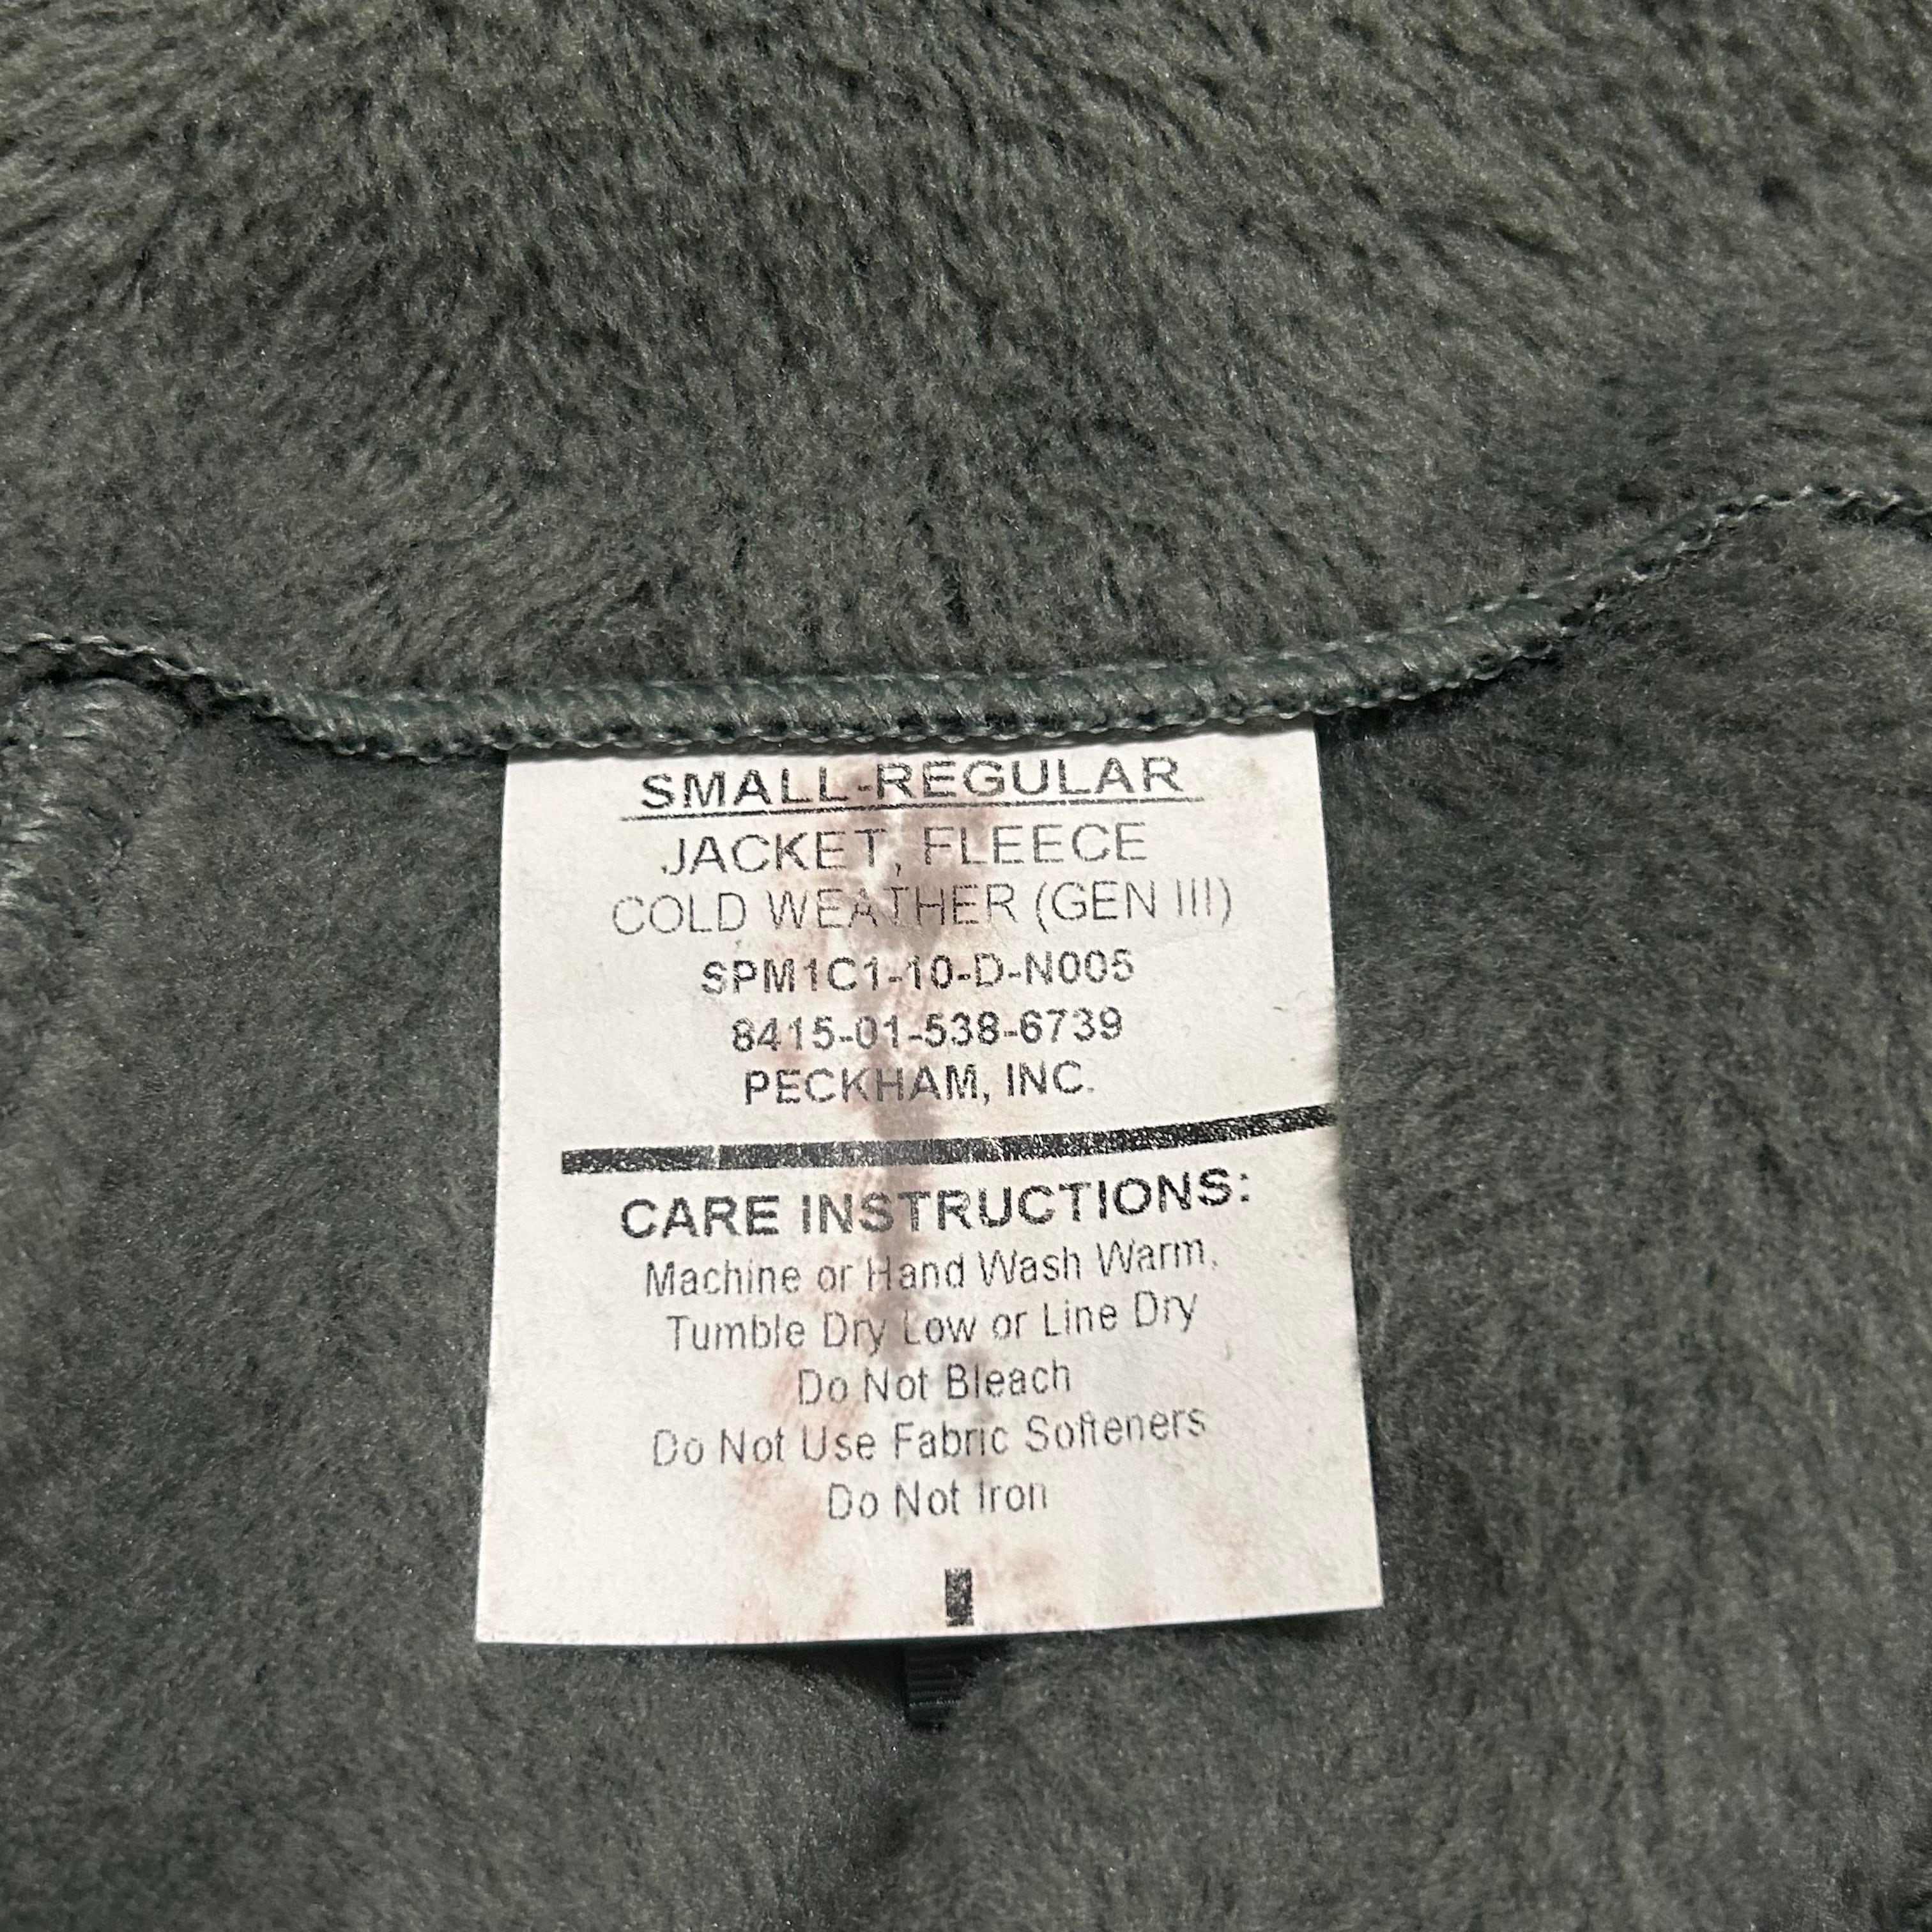 SMALL-REGULAR
JACKET, FLEECE
COLD WEATHER (GEN III)
SPM1C1-10-D-N005
8415-01-538-6739
PECKHAM, INC.
CARE INSTRUCTIONS:
Machine or Hand Wash Warm,
Tumble Dry Low or Line Dry
Do Not Bleach
Do Not Use Fabric Softeners
Do Not Iron